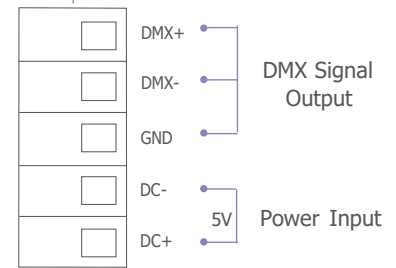 DMX+
DMX-
GND
DMX Signal
Output
DC-
DC+
5V
Power Input